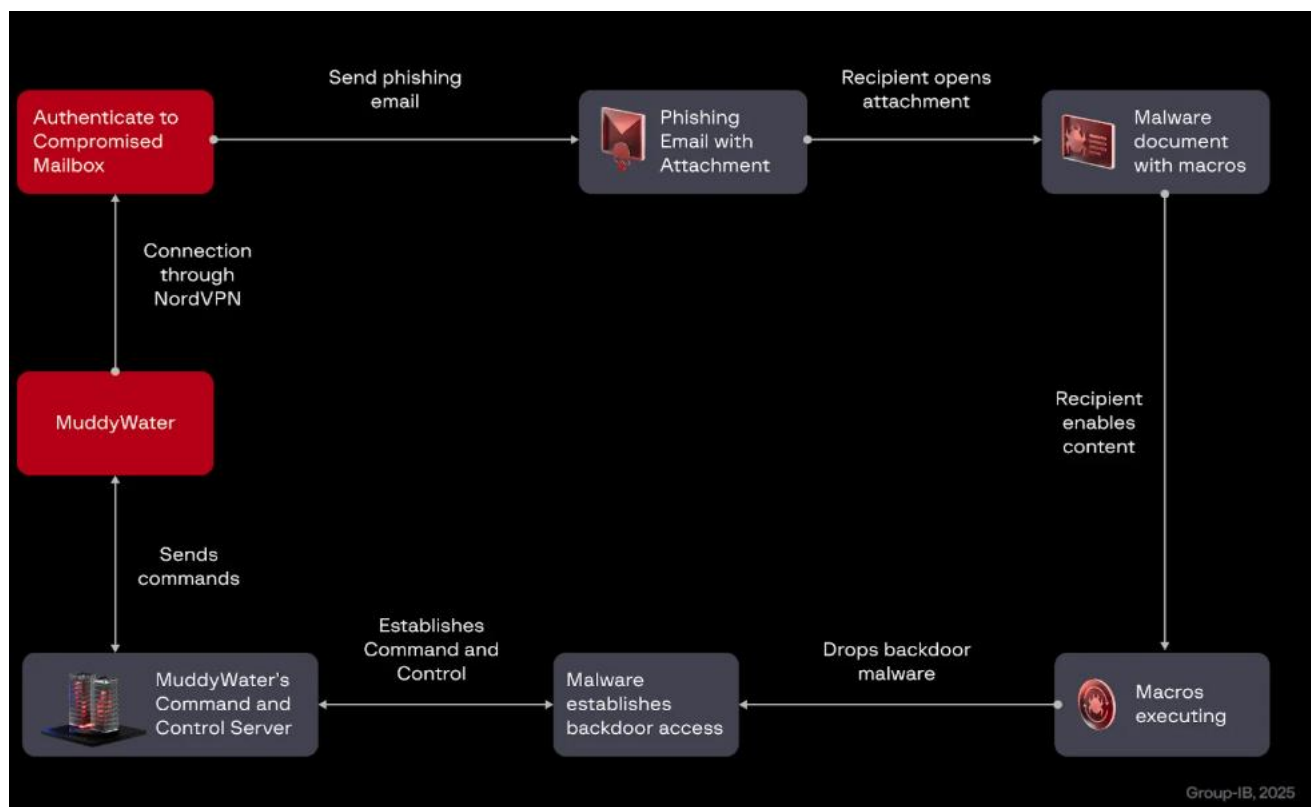 Send phishing
email
Recipient opens
attachment
Authenticate to
Compromised
Mailbox
Phishing
Email with
Attachment
Malware
document
with macros
Connection
through
NordVPN
MuddyWater
Recipient
enables
content
Sends
commands
Establishes
Command and
Control
Drops backdoor
malware
MuddyWater's
Command and
Control Server
Malware
establishes
backdoor access
Macros
executing
Group-IB, 2025